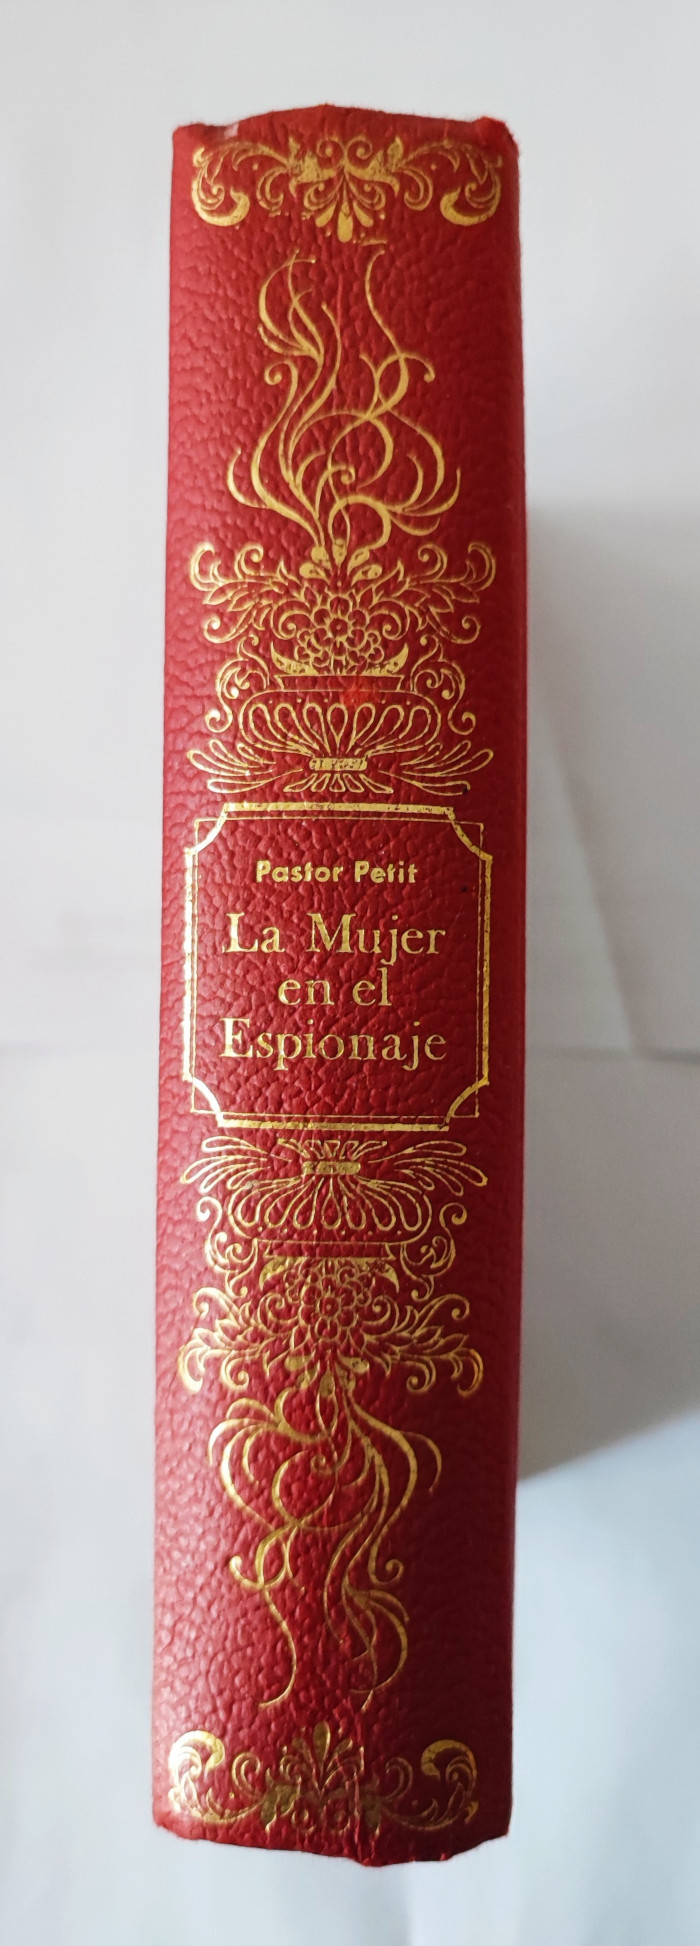 Pastor Petit
La Mujer
en el
Espionaje